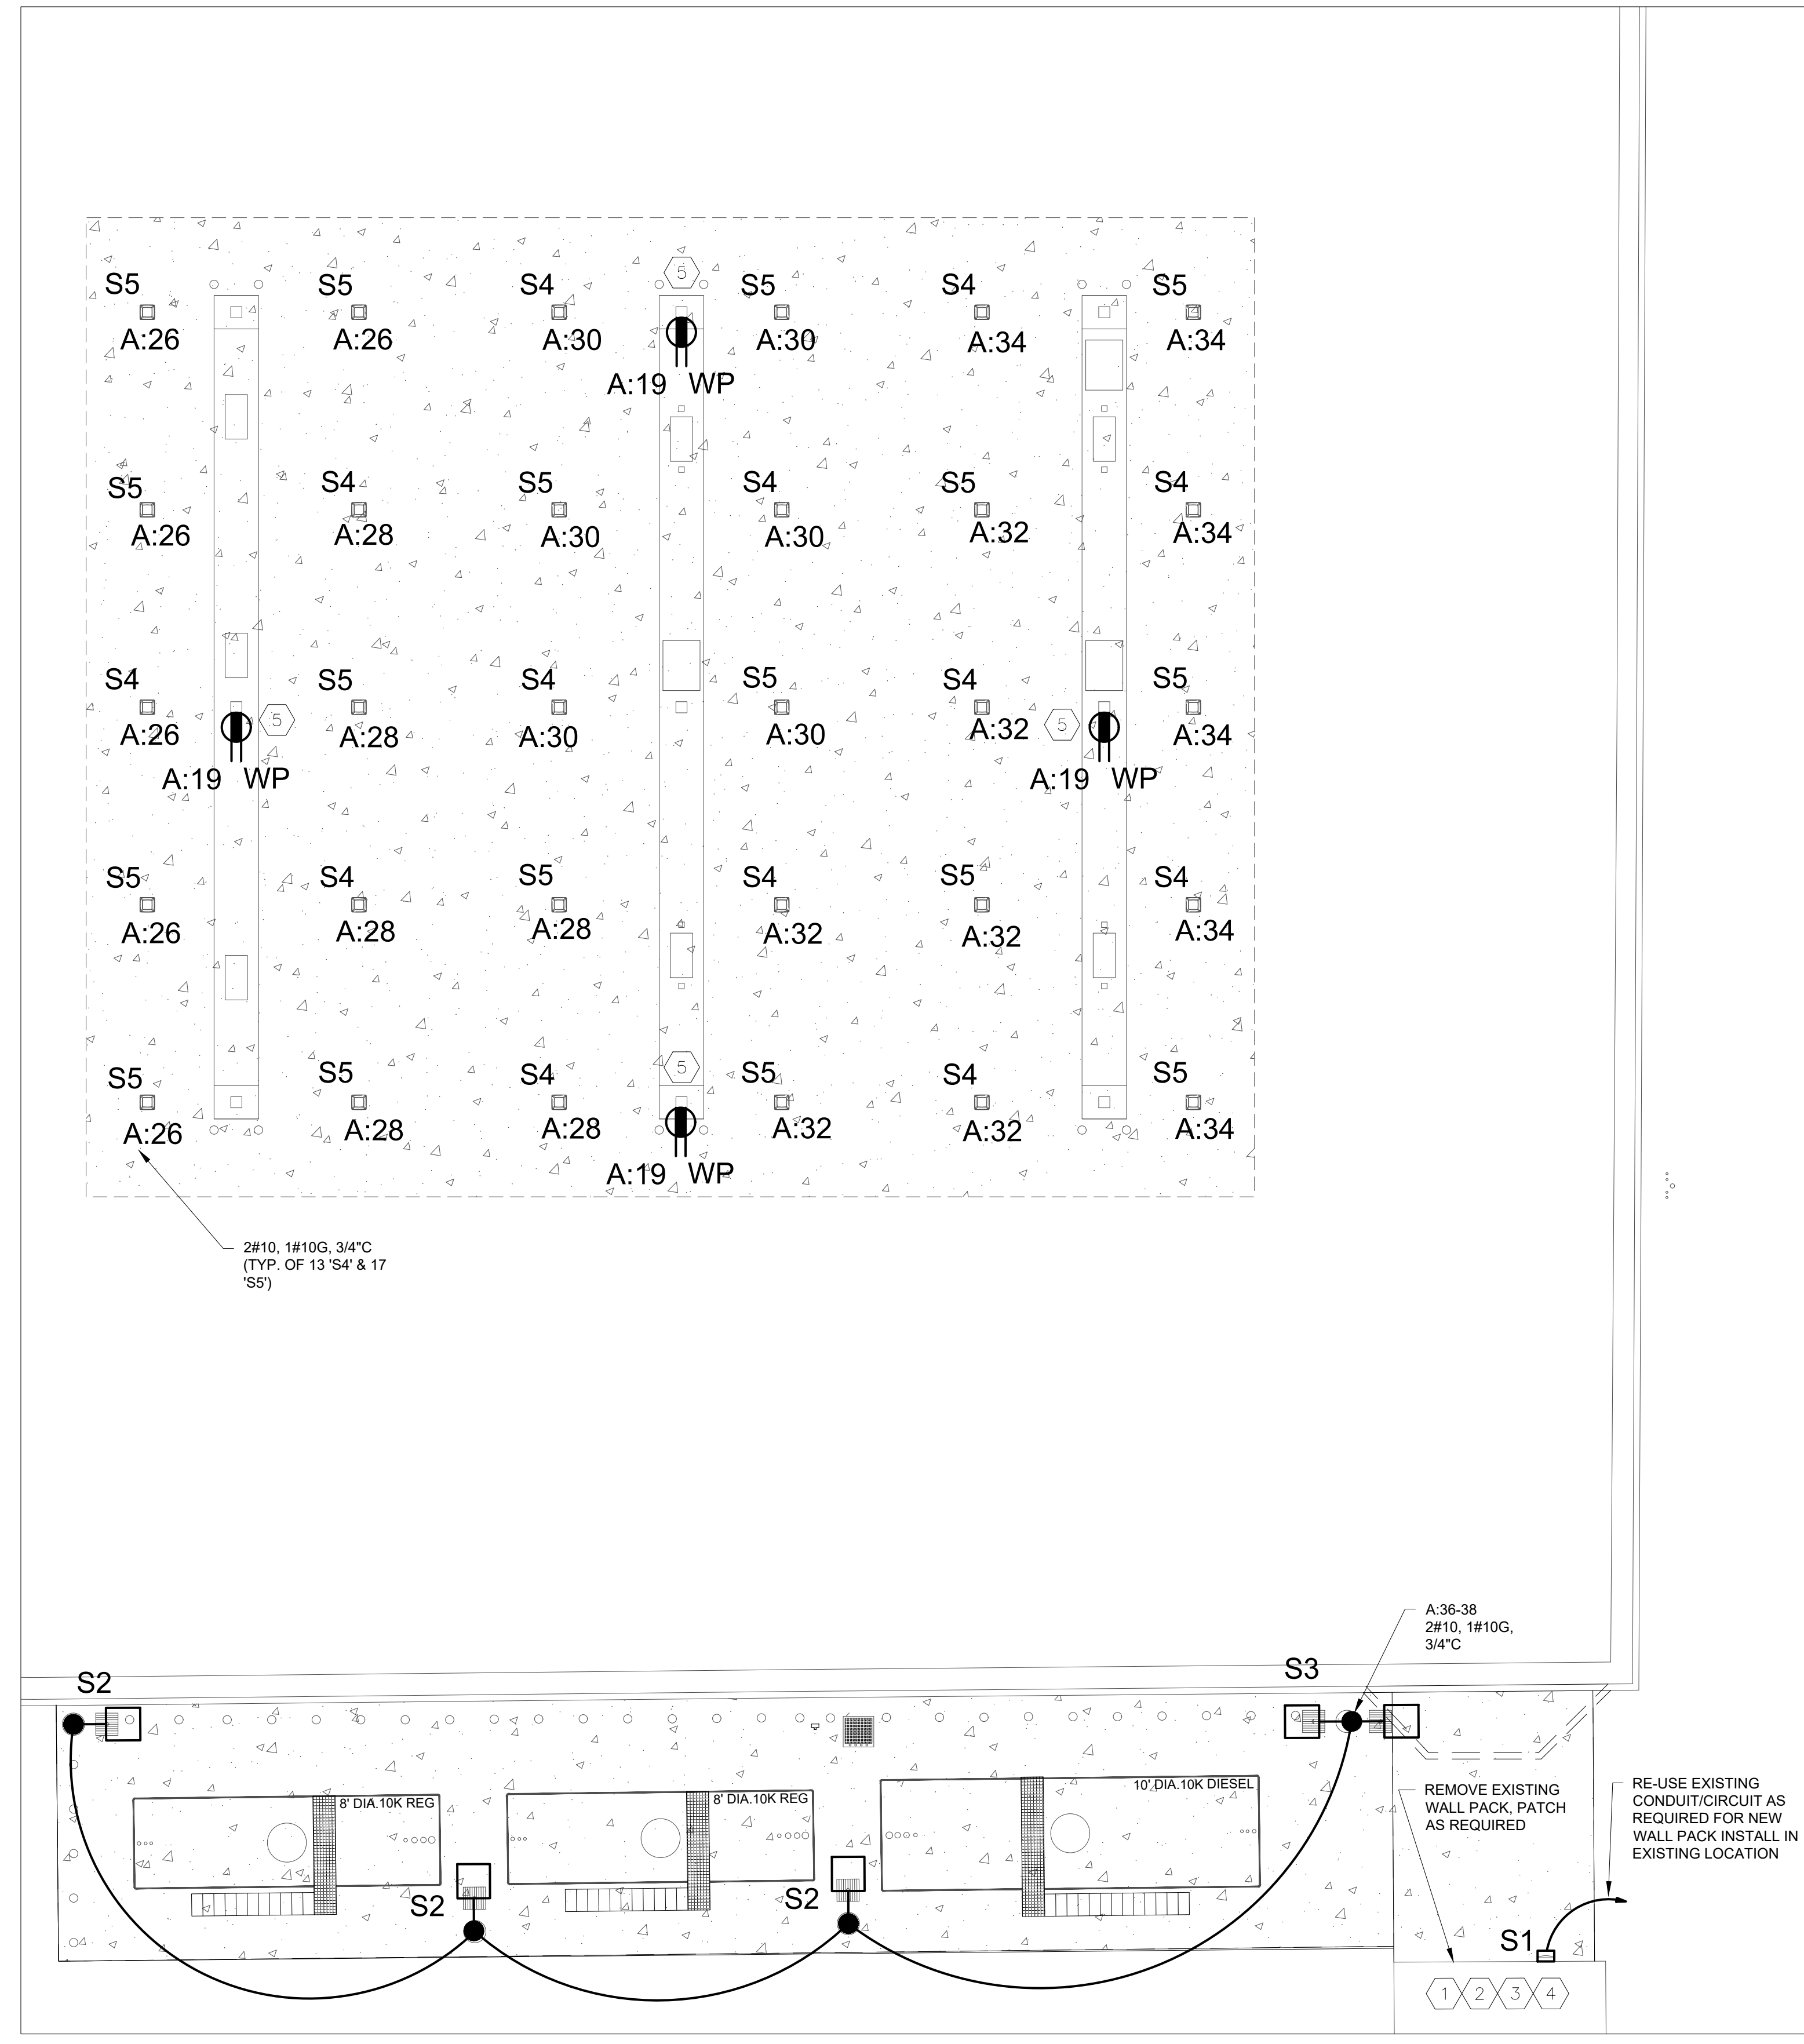 5
S5
S5
S4
S5
S4
S5
A:26
A:26
A:30
A:30
A:34
A:34
A:19 WP
S5
S4
S5
S4
S5
S4
A:26
A:28
A:30
A:30
A:32
A:34
S4
S5
S4
S5
S4
S5
A:26
5
A:28
A:30
A:30
A:32
5
A:34
A:19 WP
A:19 WP
S5
S4
S5
S4
S5
S4
A:26
A:28
A:28
A:32
A:32
A:34
5
S5
S5
S4
S5
S4
S5
A:26
A:28
A:28
A:32
A:32
A:34
A:19 WP
2#10, 1#10G, 3/4"C
(TYP. OF 13 'S4' & 17
'S5')
A:36-38
2#10, 1#10G,
3/4"C
S2
S3
8' DIA.10K REG
8' DIA.10K REG
10' DIA.10K DIESEL
REMOVE EXISTING
WALL PACK, PATCH
AS REQUIRED
RE-USE EXISTING
CONDUIT/CIRCUIT AS
REQUIRED FOR NEW
WALL PACK INSTALL IN
EXISTING LOCATION
S2
S2
S1
1 2 3 4